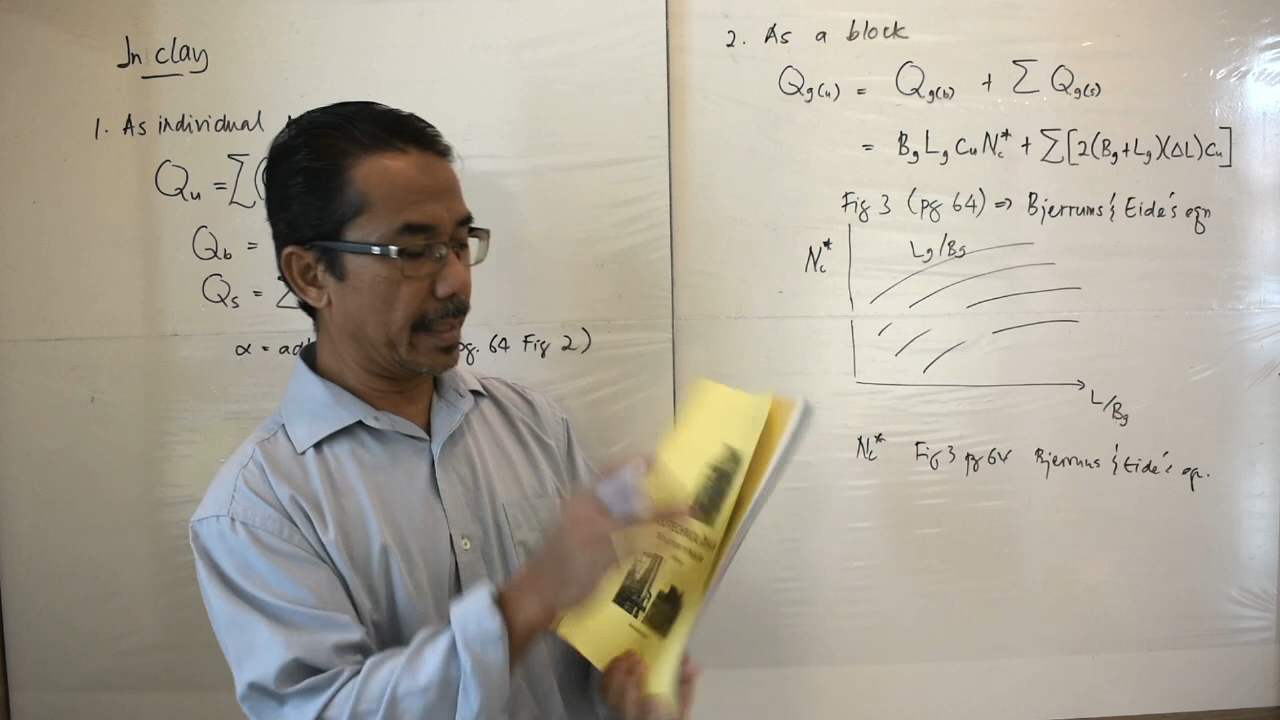 In clay
1. As individual
Qu = Σ(
Qb =
Qs = Σ
α = ad pg. 64 Fig 2)
2. As a block
Qg(u) = Qg(b) + Σ Qg(s)
= Bg Lg Cu Nc* + Σ[2(Bg+Lg)(ΔL)Cu]
Fig 3 (pg 64) ⇒ Bjerrums & Eide's eqn
Nc*
Lg/Bg
L/Bg
Nc* Fig 3 pg 64 Bjerrums & Eide's eqn.